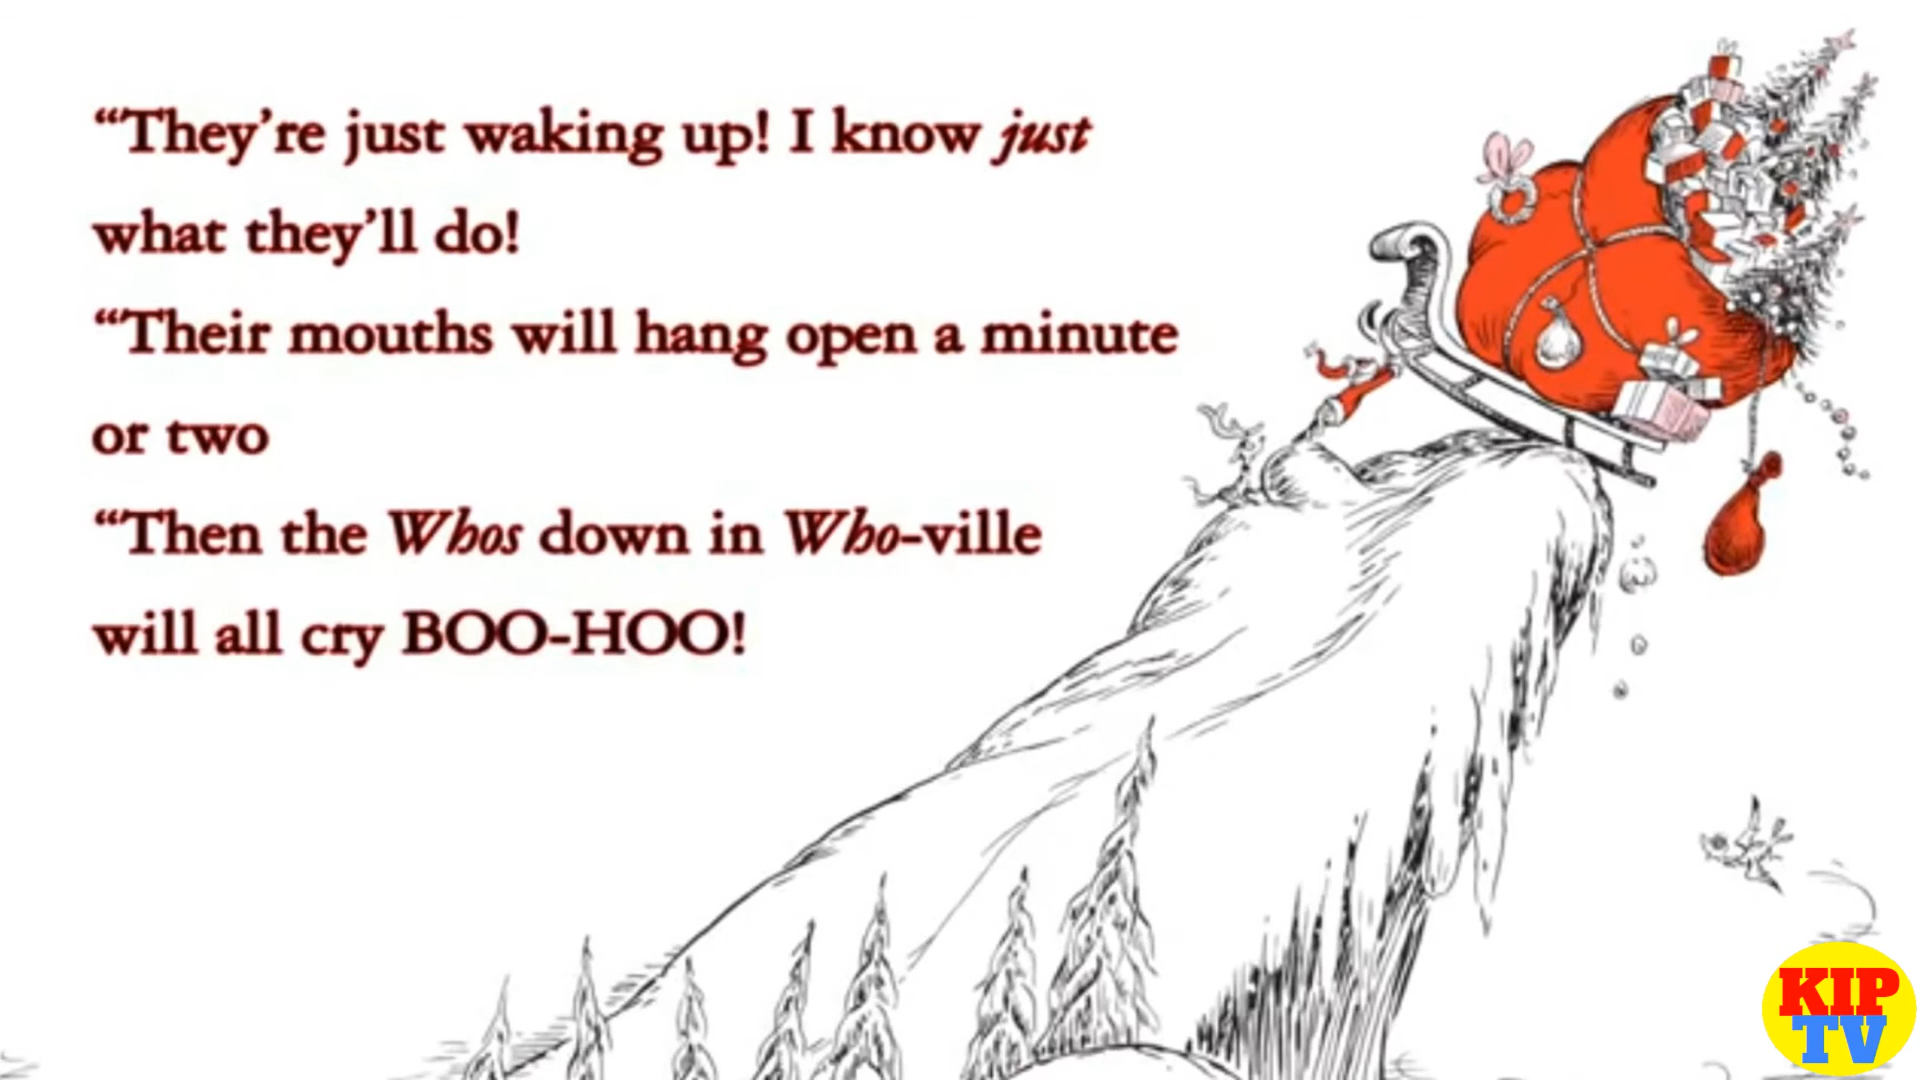 “They’re just waking up! I know just
what they’ll do!
“Their mouths will hang open a minute
or two
“Then the Whos down in Who-ville
will all cry BOO-HOO!
KIP
TV